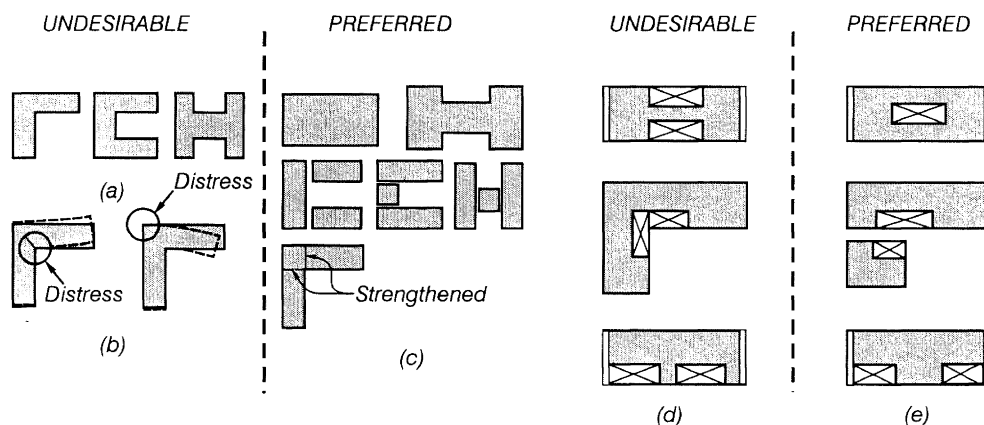 UNDESIRABLE
PREFERRED
UNDESIRABLE
PREFERRED
(a)
Distress
Distress
(b)
Strengthened
(c)
(d)
(e)